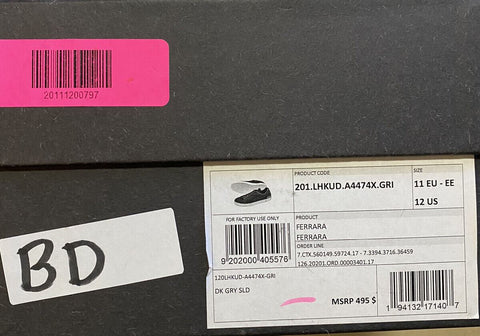 20111200797
PRODUCT CODE
201.LHKUD.A4474X.GRI
SIZE
11 EU - EE
12 US
FOR FACTORY USE ONLY
9 202000 405576
PRODUCT
FERRARA
FERRARA
ORDER LINE
7.CTX.560149.59724.17 - 7.3394.3716.36459
126.20201.ORD.00003401.17
120LHKUD-A4474X-GRI
DK GRY SLD
MSRP 495 $
1 94132 17140 7
BD